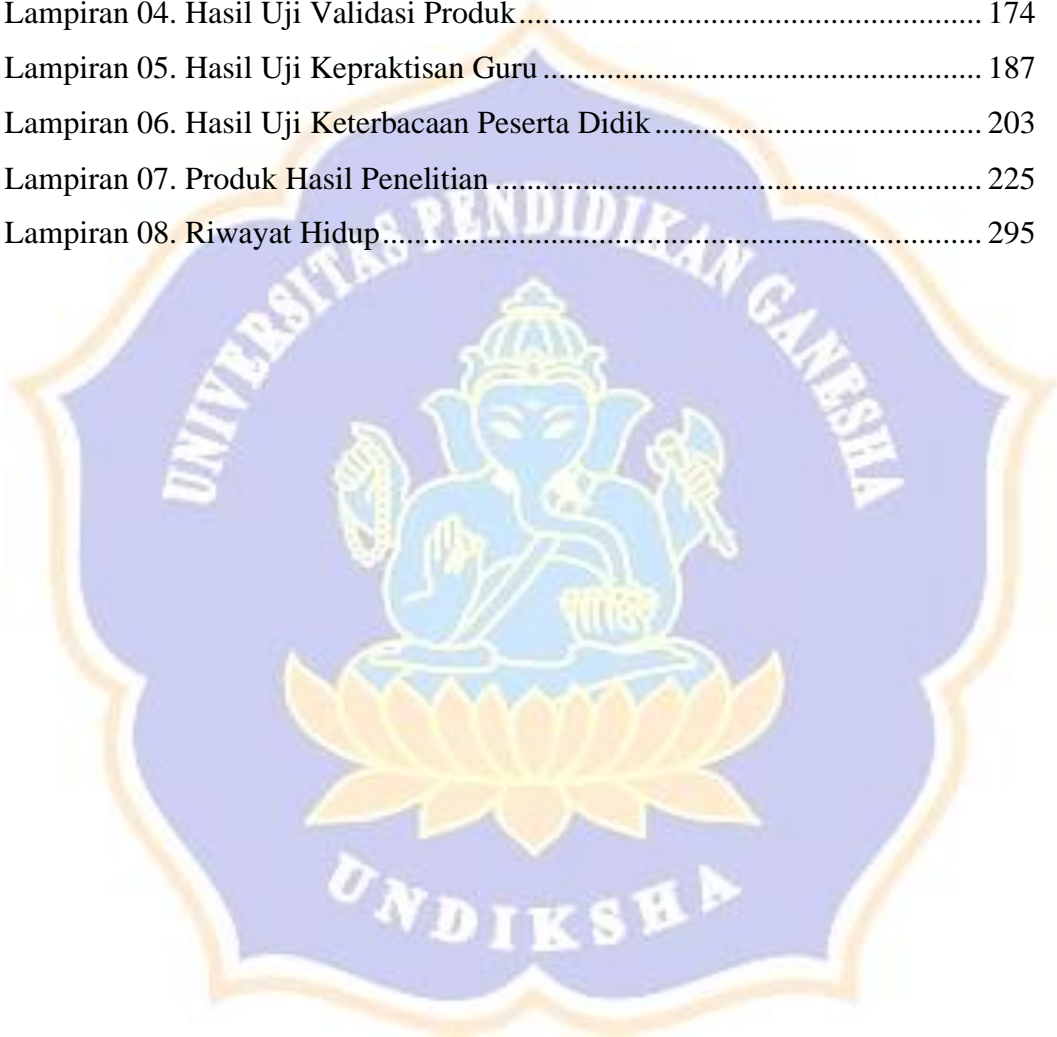 Lampiran 04. Hasil Uji Validasi Produk....................................................... 174
Lampiran 05. Hasil Uji Kepraktisan Guru.................................................... 187
Lampiran 06. Hasil Uji Keterbacaan Peserta Didik....................................... 203
Lampiran 07. Produk Hasil Penelitian.......................................................... 225
Lampiran 08. Riwayat Hidup........................................................................ 295
UNIVERSITAS PENDIDIKAN GANESHA
UNDIKSHA